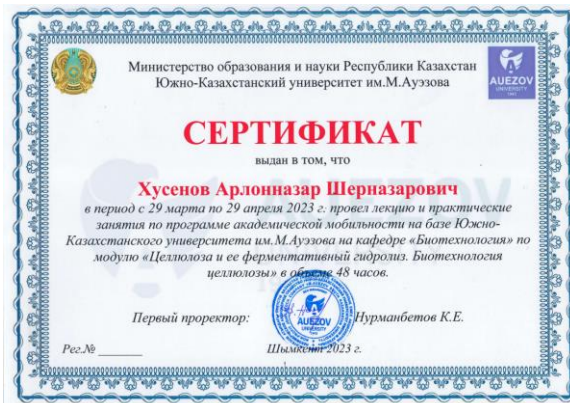 Министерство образования и науки Республики Казахстан
Южно-Казахстанский университет им.М.Ауэзова
AUEZOV
UNIVERSITY
СЕРТИФИКАТ
выдан в том, что
Хусенов Арлонназар Шерназарович
в период с 29 марта по 29 апреля 2023 г. провел лекцию и практические
занятия по программе академической мобильности на базе Южно-
Казахстанского университета им.М.Ауэзова на кафедре «Биотехнология» по
модулю «Целлюлоза и ее ферментативный гидролиз. Биотехнология
целлюлозы» в объеме 48 часов.
Первый проректор:
AUEZOV
UNIVERSITY
Нурманбетов К.Е.
Рег.№ ______
Шымкент 2023 г.